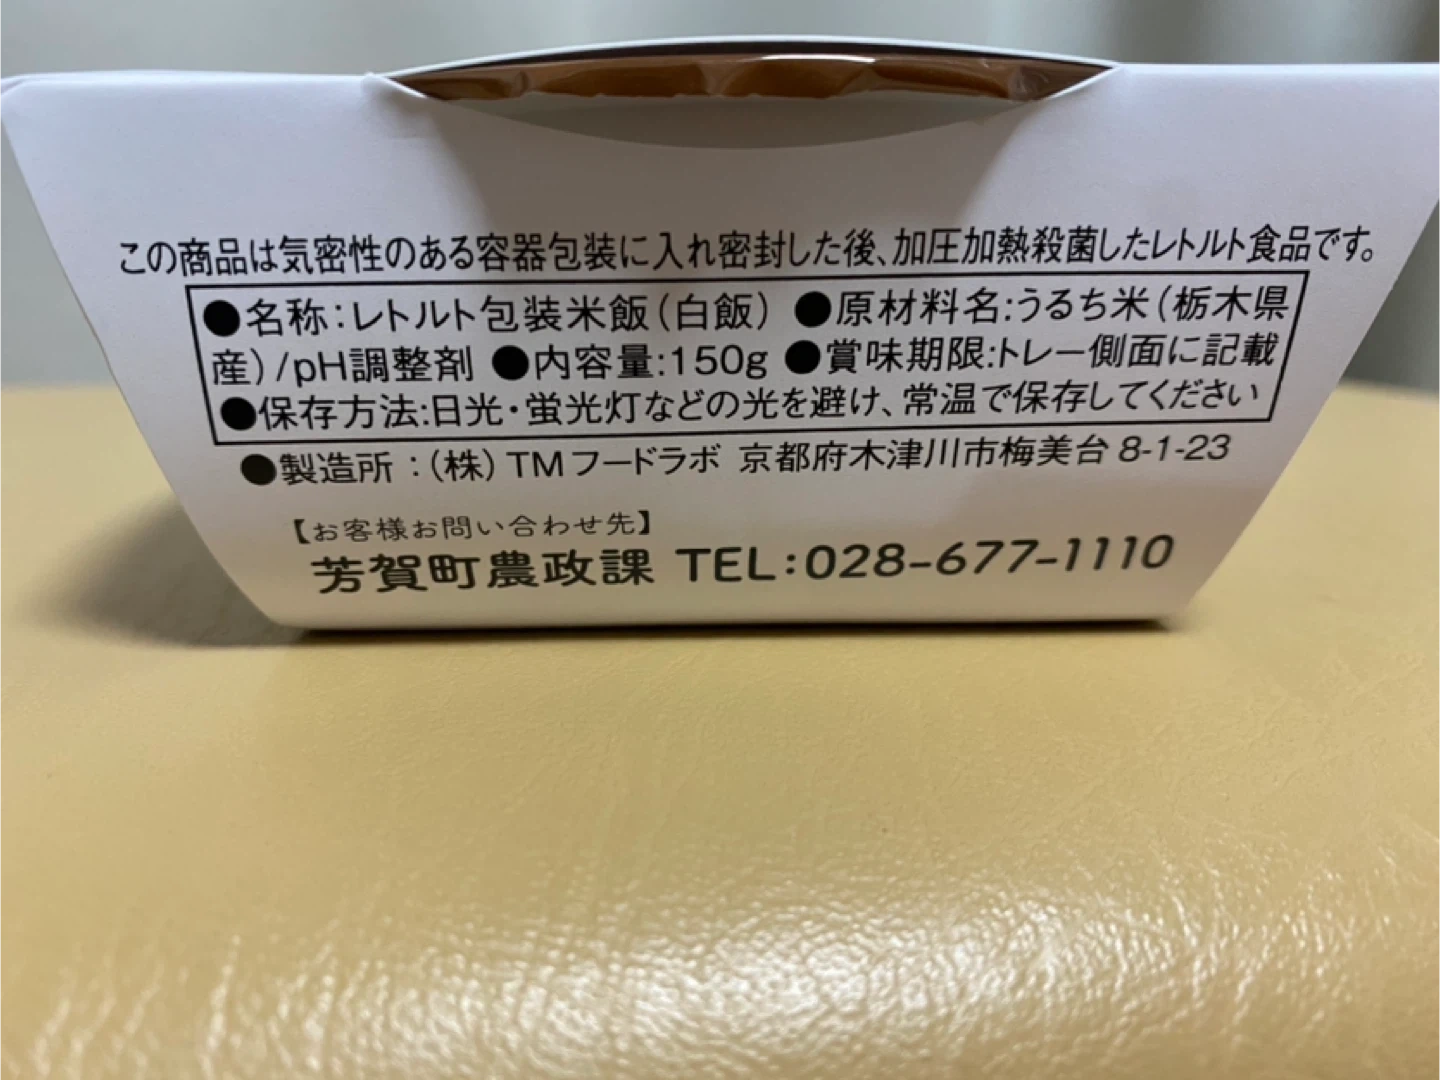 この商品は気密性のある容器包装に入れ密封した後、加圧加熱殺菌したレトルト食品です。
●名称:レトルト包装米飯(白飯) ●原材料名:うるち米(栃木県
産)/pH調整剤 ●内容量:150g ●賞味期限:トレー側面に記載
●保存方法:日光・蛍光灯などの光を避け、常温で保存してください
●製造所:(株)TMフードラボ 京都府木津川市梅美台8-1-23
【お客様お問い合わせ先】
芳賀町農政課 TEL:028-677-1110